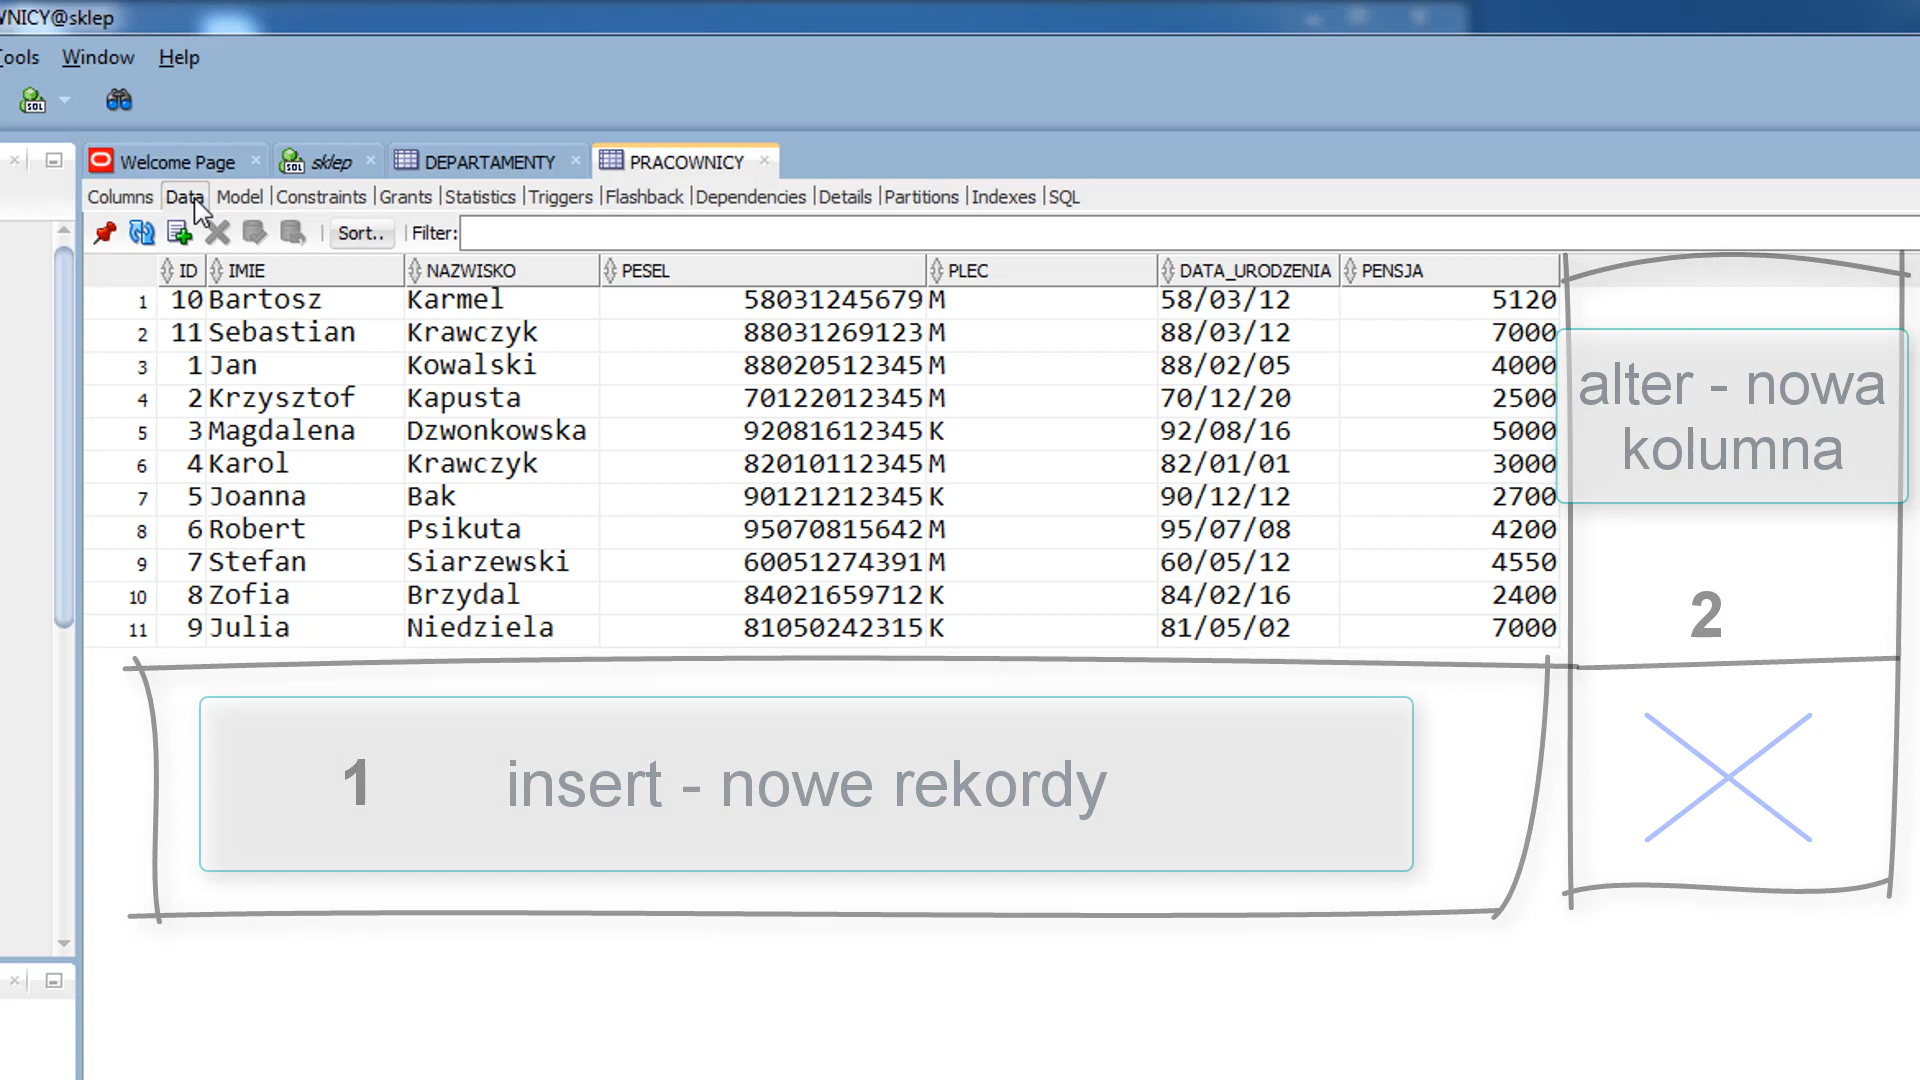 WNICY@sklep
Tools Window Help
SQL
Welcome Page SQL sklep DEPARTAMENTY PRACOWNICY
Columns Data Model Constraints Grants Statistics Triggers Flashback Dependencies Details Partitions Indexes SQL
Sort.. Filter:
ID IMIE NAZWISKO PESEL PLEC DATA_URODZENIA PENSJA
1 10 Bartosz Karmel 58031245679 M 58/03/12 5120
2 11 Sebastian Krawczyk 88031269123 M 88/03/12 7000
3 1 Jan Kowalski 88020512345 M 88/02/05 4000
4 2 Krzysztof Kapusta 70122012345 M 70/12/20 2500
5 3 Magdalena Dzwonkowska 92081612345 K 92/08/16 5000
6 4 Karol Krawczyk 82010112345 M 82/01/01 3000
7 5 Joanna Bak 90121212345 K 90/12/12 2700
8 6 Robert Psikuta 95070815642 M 95/07/08 4200
9 7 Stefan Siarzewski 60051274391 M 60/05/12 4550
10 8 Zofia Brzydal 84021659712 K 84/02/16 2400
11 9 Julia Niedziela 81050242315 K 81/05/02 7000
alter - nowa
kolumna
2
1 insert - nowe rekordy